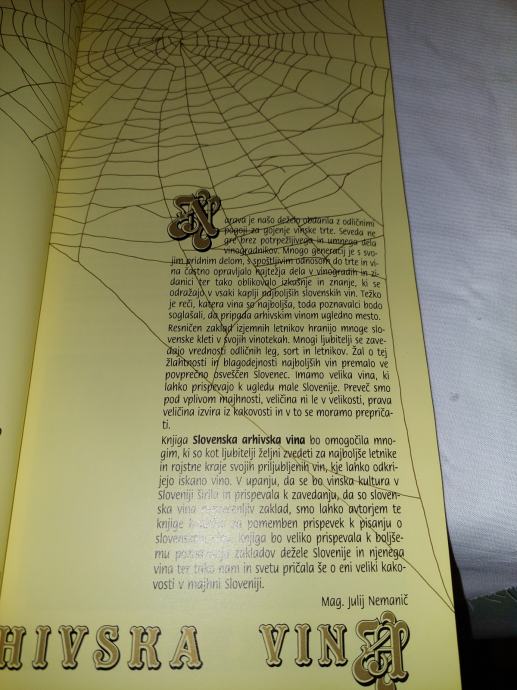 Narava je našo deželo obdarila z odličnimi
pogoji za gojenje vinske trte. Seveda ne
gre brez potrpežljivega in umnega dela
vinogradnikov. Mnogo generacij je s svo-
jim pridnim delom, s spoštljivim odnosom do trte in vi-
na častno opravljalo najtežja dela v vinogradih in zi-
danici ter tako oblikovalo izkušnje in znanje, ki se
odražajo v vsaki kaplji najboljših slovenskih vin. Težko
je reči, katera vina so najboljša, toda poznavalci bodo
soglašali, da pripada arhivskim vinom ugledno mesto.
Resničen zaklad izjemnih letnikov hranijo mnoge slo-
venske kleti v svojih vinotekah. Mnogi ljubitelji se zave-
dajo vrednosti odličnih leg, sort in letnikov. Žal o tej
žlahtnosti in blagodejnosti najboljših vin premalo ve
povprečno osveščen Slovenec. Imamo velika vina, ki
lahko prispevajo k ugledu male Slovenije. Preveč smo
pod vplivom majhnosti, veličina ni le v velikosti, prava
veličina izvira iz kakovosti in v to se moramo prepriča-
ti.
Knjiga Slovenska arhivska vina bo omogočila mno-
gim, ki so kot ljubitelji željni zvedeti za najboljše letnike
in rojstne kraje svojih priljubljenih vin, kje lahko odkri-
jejo iskano vino. V upanju, da se bo vinska kultura v
Sloveniji širila in prispevala k zavedanju, da so sloven-
ska vina neprecenljiv zaklad, smo lahko avtorjem te
knjige za pomemben prispevek k pisanju o
slovenskem Knjiga bo veliko prispevala k boljše-
mu zakladov dežele Slovenije in njenega
vina ter tako nam in svetu pričala še o eni veliki kako-
vosti v majhni Sloveniji.
Mag. Julij Nemanič
HIVSKA VINA